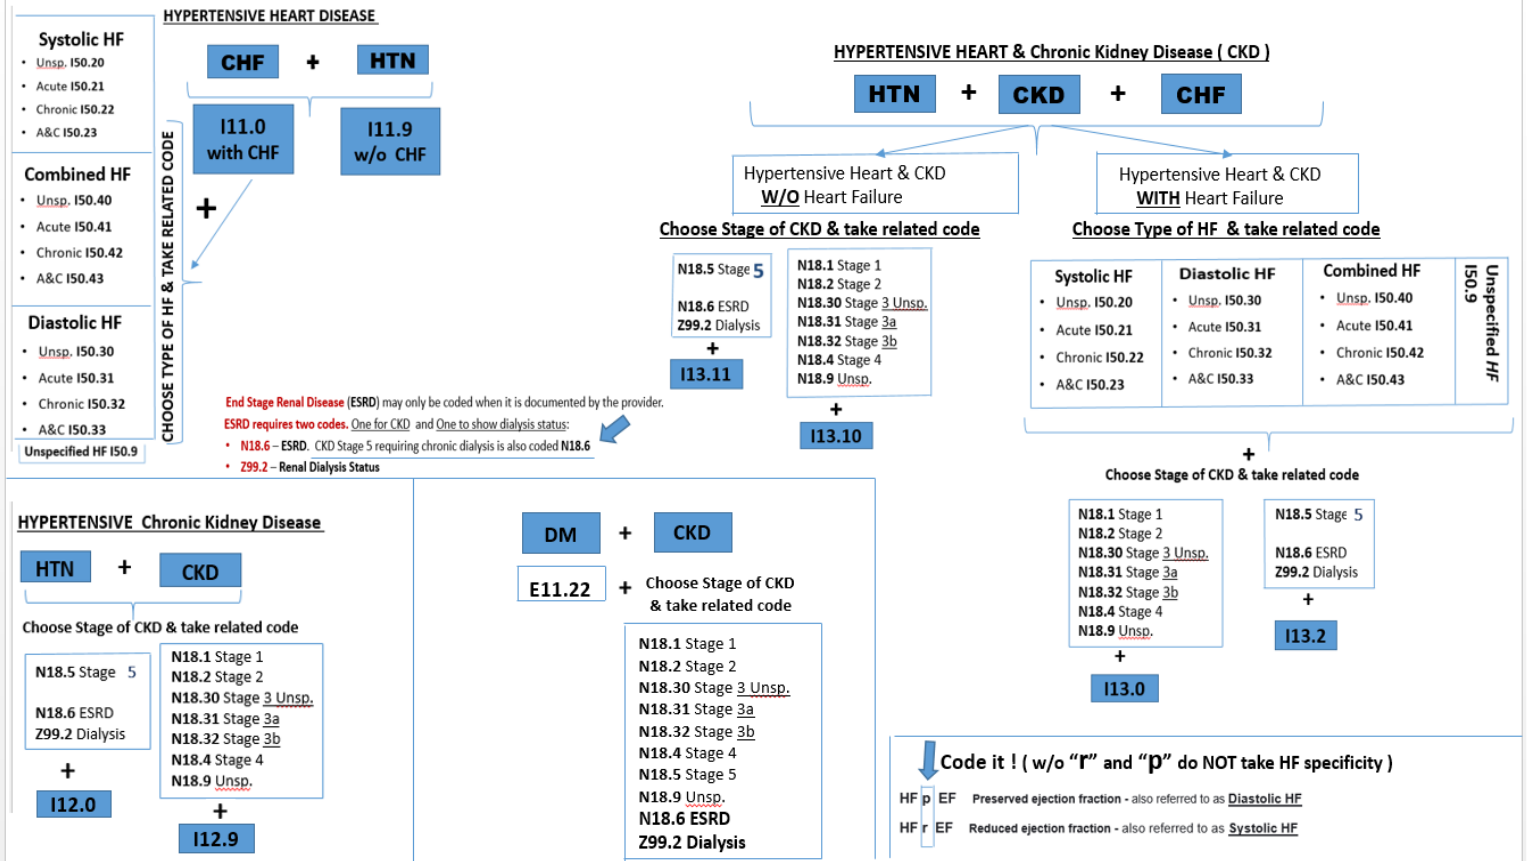 HYPERTENSIVE HEART DISEASE
CHF + HTN
I11.0
with CHF
I11.9
w/o CHF
+
CHOOSE TYPE OF HF & TAKE RELATED CODE
Systolic HF
• Unsp. I50.20
• Acute I50.21
• Chronic I50.22
• A&C I50.23
Combined HF
• Unsp. I50.40
• Acute I50.41
• Chronic I50.42
• A&K I50.43
Diastolic HF
• Unsp. I50.30
• Acute I50.31
• Chronic I50.32
• A&C I50.33
Unspecified HF I50.9
End Stage Renal Disease (ESRD) may only be coded when it is documented by the provider.
ESRD requires two codes. One for CKD and One to show dialysis status:
• N18.6 – ESRD. CKD Stage 5 requiring chronic dialysis is also coded N18.6
• Z99.2 – Renal Dialysis Status
HYPERTENSIVE HEART & Chronic Kidney Disease ( CKD )
HTN + CKD + CHF
Hypertensive Heart & CKD
W/O Heart Failure
Choose Stage of CKD & take related code
N18.5 Stage 5
N18.6 ESRD
Z99.2 Dialysis
+
I13.11
N18.1 Stage 1
N18.2 Stage 2
N18.30 Stage 3 Unsp.
N18.31 Stage 3a
N18.32 Stage 3b
N18.4 Stage 4
N18.9 Unsp.
+
I13.10
Hypertensive Heart & CKD
WITH Heart Failure
Choose Type of HF & take related code
Systolic HF
• Unsp. I50.20
• Acute I50.21
• Chronic I50.22
• A&C I50.23
Diastolic HF
• Unsp. I50.30
• Acute I50.31
• Chronic I50.32
• A&C I50.33
Combined HF
• Unsp. I50.40
• Acute I50.41
• Chronic I50.42
• A&C I50.43
Unspecified HF
I50.9
+
Choose Stage of CKD & take related code
N18.1 Stage 1
N18.2 Stage 2
N18.30 Stage 3 Unsp.
N18.31 Stage 3a
N18.32 Stage 3b
N18.4 Stage 4
N18.9 Unsp.
+
I13.0
N18.5 Stage 5
N18.6 ESRD
Z99.2 Dialysis
+
I13.2
HYPERTENSIVE Chronic Kidney Disease
HTN + CKD
Choose Stage of CKD & take related code
N18.5 Stage 5
N18.6 ESRD
Z99.2 Dialysis
+
I12.0
N18.1 Stage 1
N18.2 Stage 2
N18.30 Stage 3 Unsp.
N18.31 Stage 3a
N18.32 Stage 3b
N18.4 Stage 4
N18.9 Unsp.
+
I12.9
DM + CKD
E11.22 + Choose Stage of CKD
& take related code
N18.1 Stage 1
N18.2 Stage 2
N18.30 Stage 3 Unsp.
N18.31 Stage 3a
N18.32 Stage 3b
N18.4 Stage 4
N18.5 Stage 5
N18.9 Unsp.
N18.6 ESRD
Z99.2 Dialysis
Code it ! ( w/o “r” and “p” do NOT take HF specificity )
HF p EF Preserved ejection fraction - also referred to as Diastolic HF
HF r EF Reduced ejection fraction - also referred to as Systolic HF